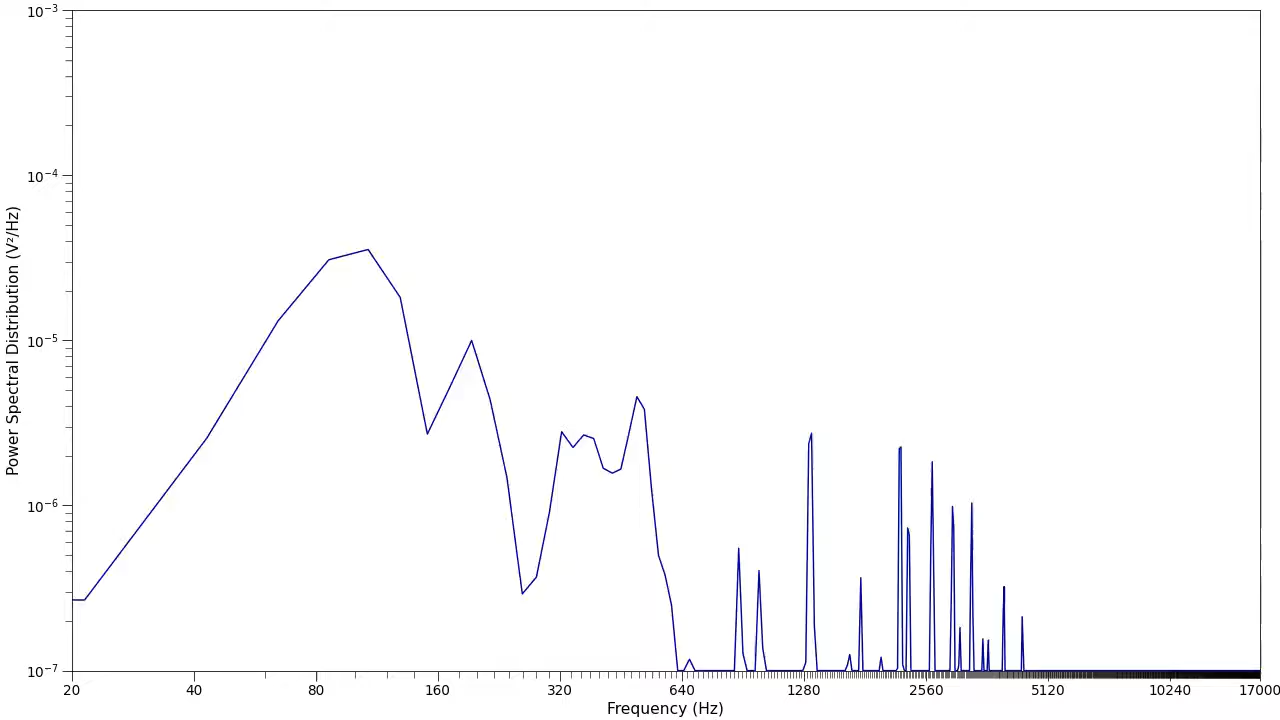 10⁻³
10⁻⁴
10⁻⁵
10⁻⁶
10⁻⁷
Power Spectral Distribution (V²/Hz)
20 40 80 160 320 640 1280 2560 5120 10240 17000
Frequency (Hz)